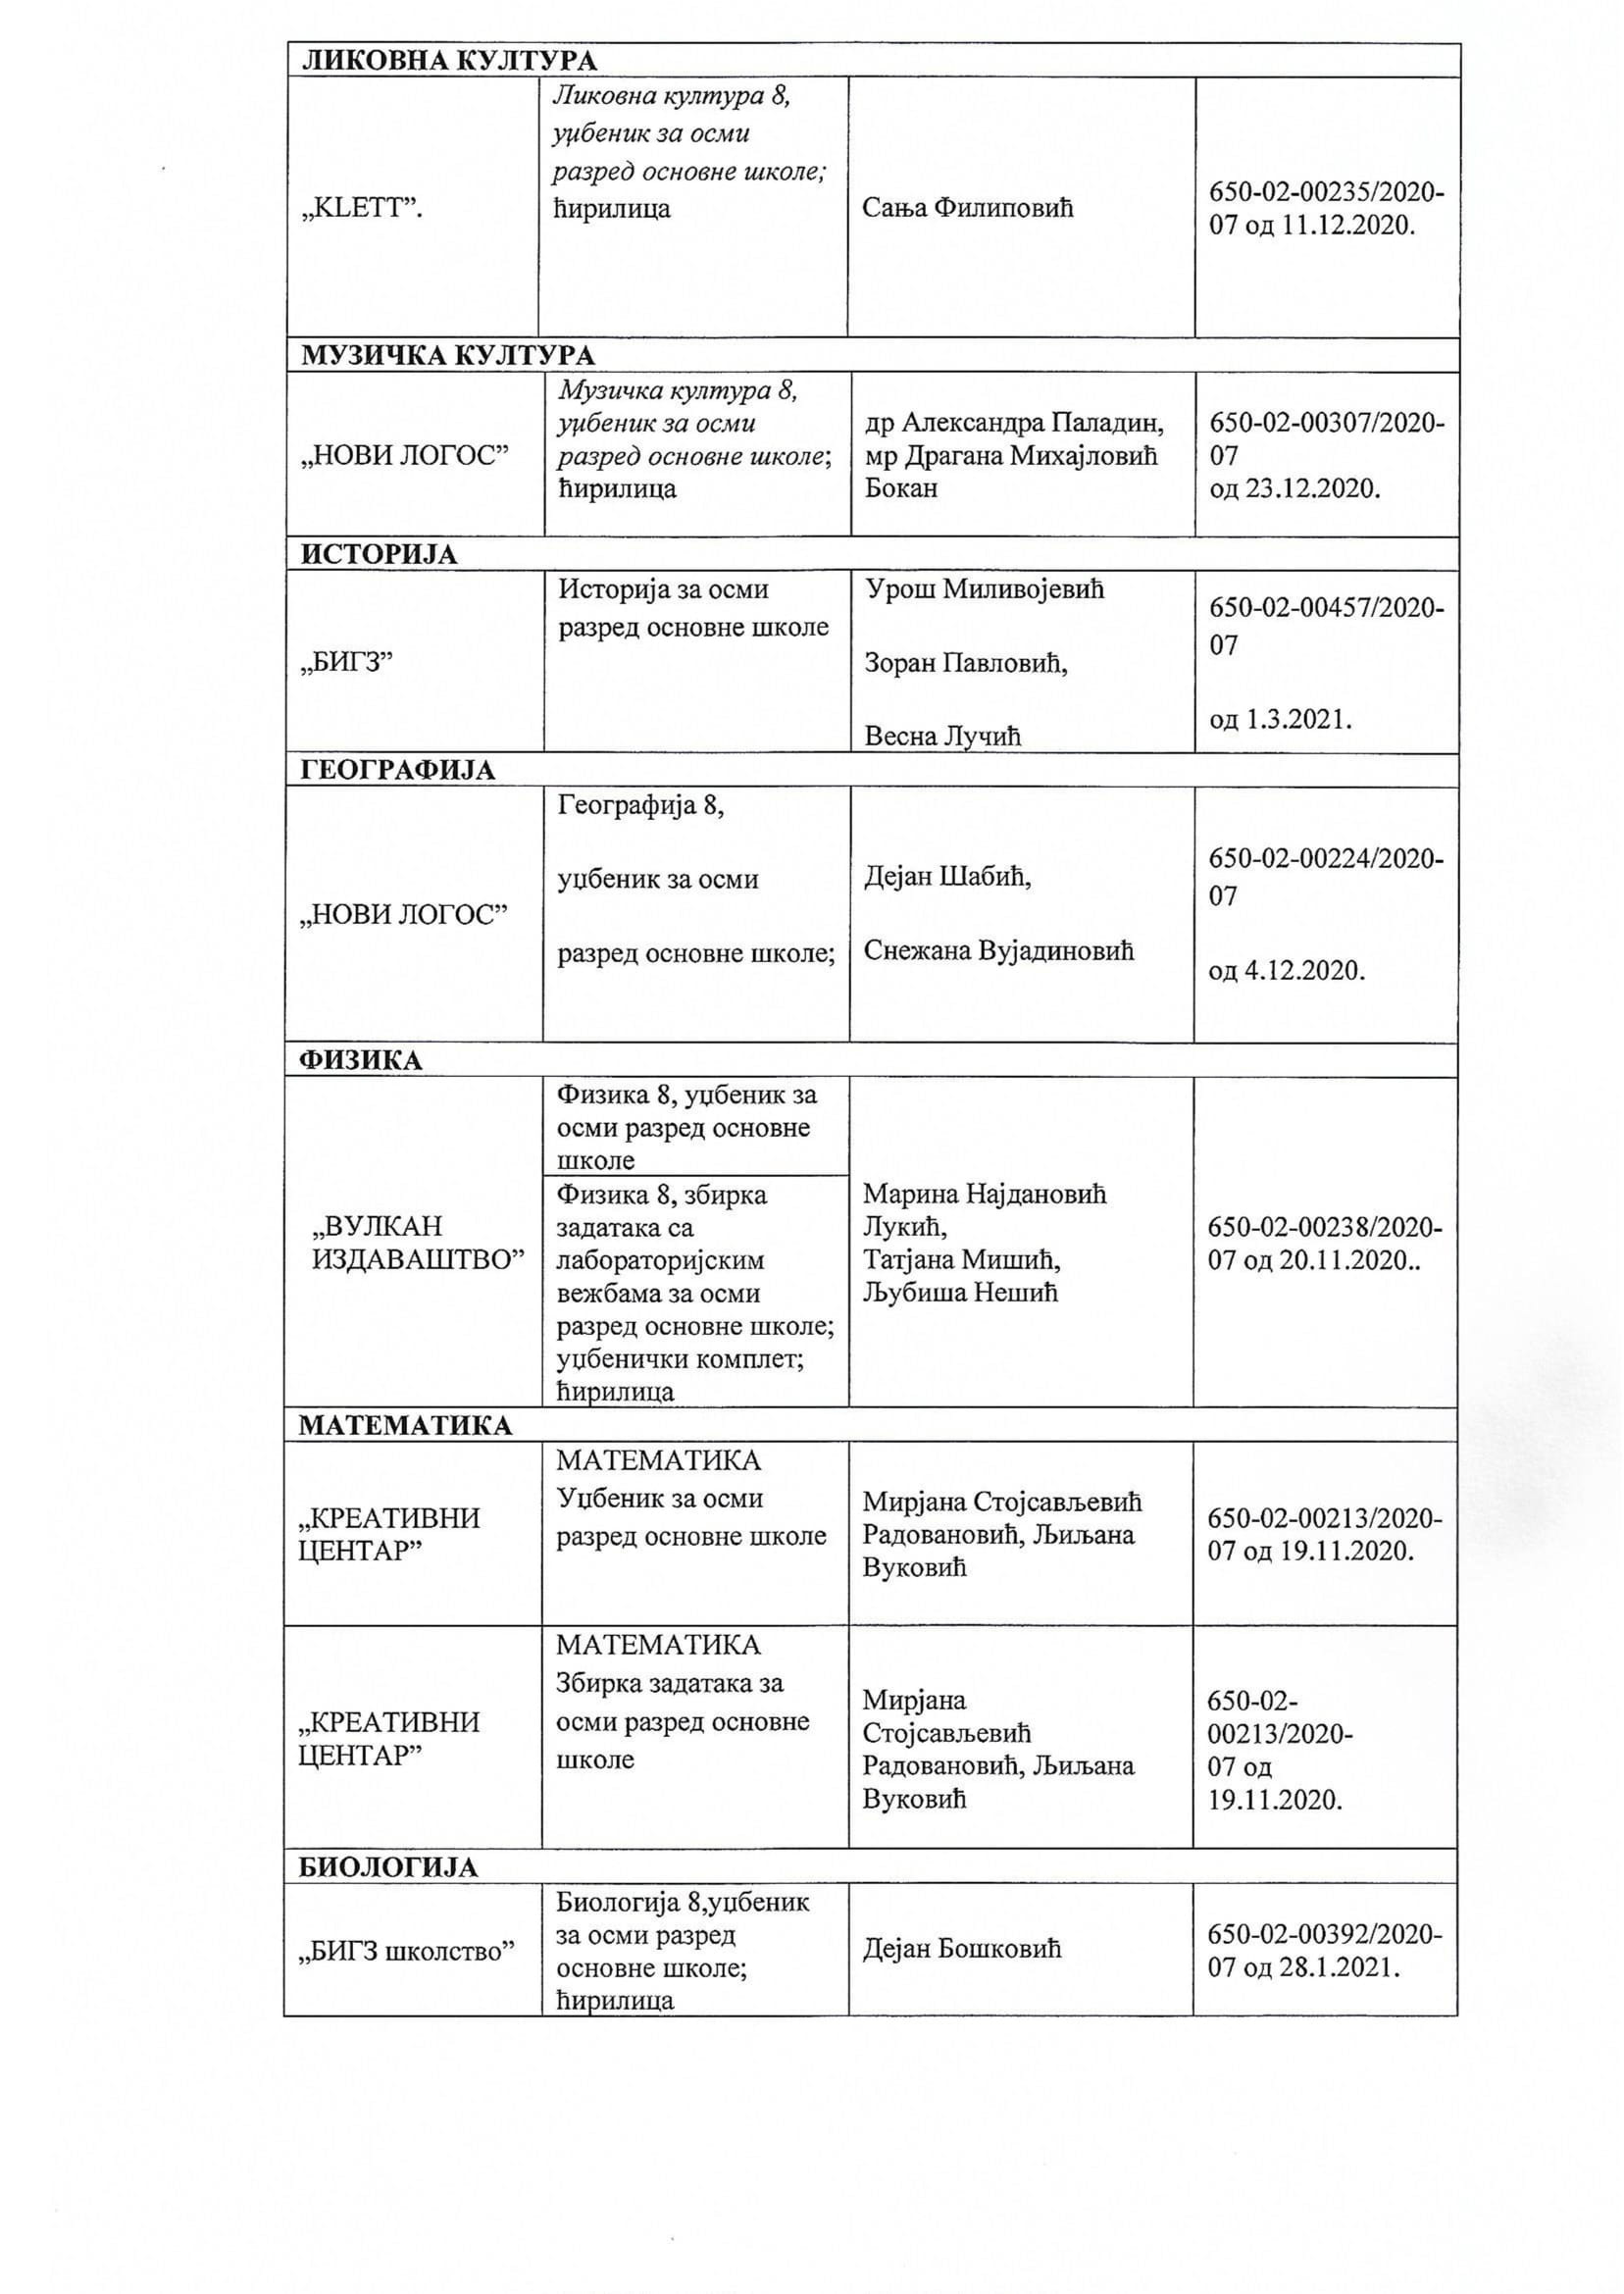 ЛИКОВНА КУЛТУРА
„KLETT”.
Ликовна култура 8,
уџбеник за осми
разред основне школе;
ћирилица
Сања Филиповић
650-02-00235/2020-
07 од 11.12.2020.
МУЗИЧКА КУЛТУРА
„НОВИ ЛОГОС”
Музичка култура 8,
уџбеник за осми
разред основне школе;
ћирилица
др Александра Паладин,
мр Драгана Михајловић
Бокан
650-02-00307/2020-
07
од 23.12.2020.
ИСТОРИЈА
„БИГЗ”
Историја за осми
разред основне школе
Урош Миливојевић
Зоран Павловић,
Весна Лучић
650-02-00457/2020-
07
од 1.3.2021.
ГЕОГРАФИЈА
„НОВИ ЛОГОС”
Географија 8,
уџбеник за осми
разред основне школе;
Дејан Шабић,
Снежана Вујадиновић
650-02-00224/2020-
07
од 4.12.2020.
ФИЗИКА
„ВУЛКАН
ИЗДАВАШТВО”
Физика 8, уџбеник за
осми разред основне
школе
Физика 8, збирка
задатака са
лабораторијским
вежбама за осми
разред основне школе;
уџбенички комплет;
ћирилица
Марина Најдановић
Лукић,
Татјана Мишић,
Љубиша Нешић
650-02-00238/2020-
07 од 20.11.2020..
МАТЕМАТИКА
„КРЕАТИВНИ
ЦЕНТАР”
МАТЕМАТИКА
Уџбеник за осми
разред основне школе
Мирјана Стојсављевић
Радовановић, Љиљана
Вуковић
650-02-00213/2020-
07 од 19.11.2020.
„КРЕАТИВНИ
ЦЕНТАР”
МАТЕМАТИКА
Збирка задатака за
осми разред основне
школе
Мирјана
Стојсављевић
Радовановић, Љиљана
Вуковић
650-02-
00213/2020-
07 од
19.11.2020.
БИОЛОГИЈА
„БИГЗ школство”
Биологија 8,уџбеник
за осми разред
основне школе;
ћирилица
Дејан Бошковић
650-02-00392/2020-
07 од 28.1.2021.